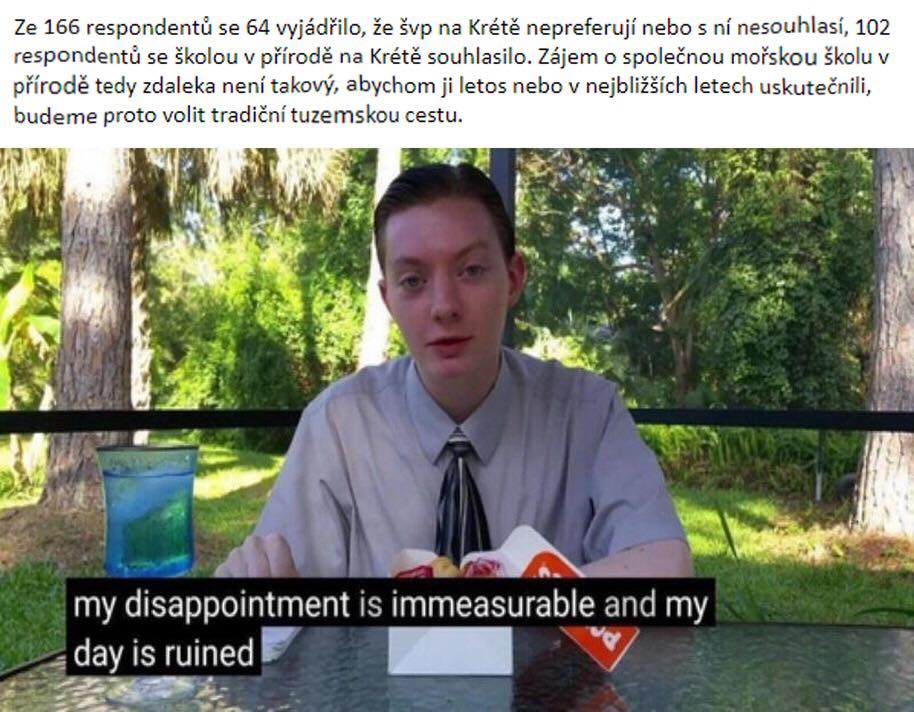 Ze 166 respondentů se 64 vyjádřilo, že švp na Krétě nepreferují nebo s ní nesouhlasí, 102
respondentů se školou v přírodě na Krétě souhlasilo. Zájem o společnou mořskou školu v
přírodě tedy zdaleka není takový, abychom ji letos nebo v nejbližších letech uskutečnili,
budeme proto volit tradiční tuzemskou cestu.
my disappointment is immeasurable and my
day is ruined